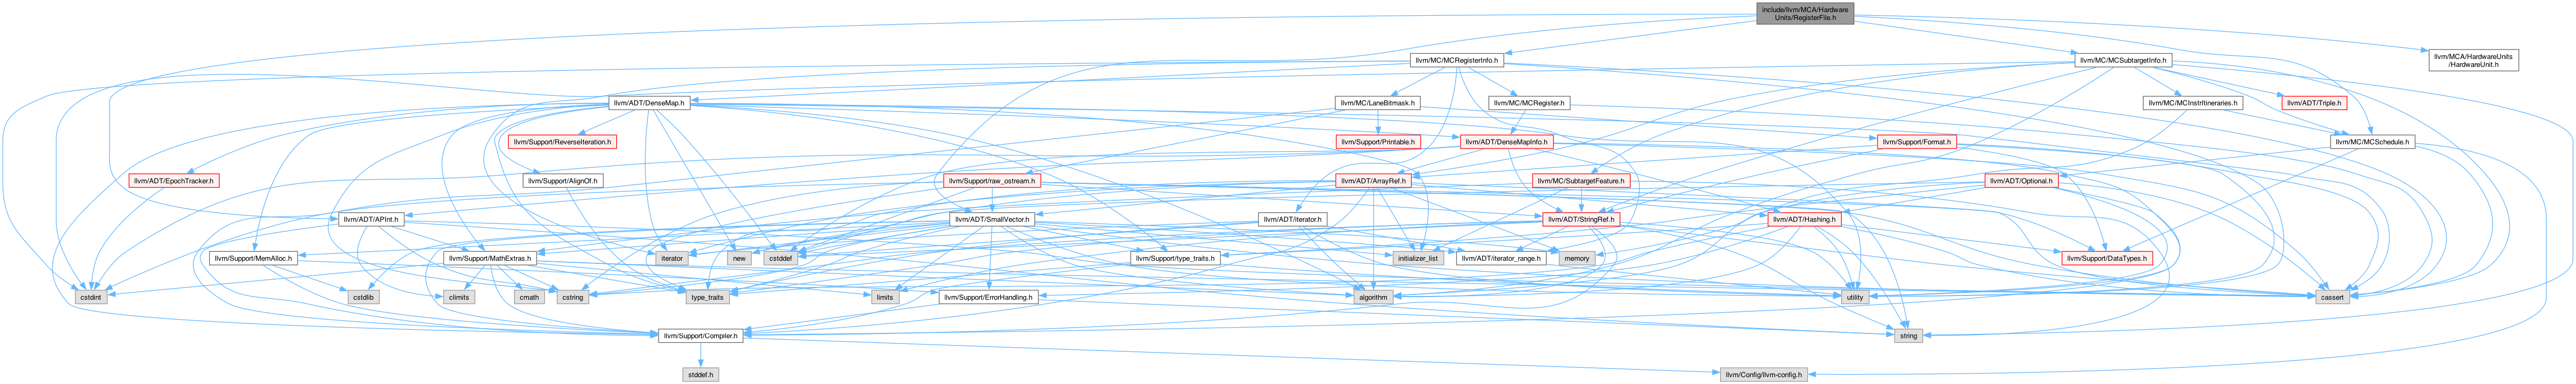 include/llvm/MCA/Hardware
Units/RegisterFile.h
llvm/MC/MCRegisterInfo.h
llvm/MC/MCSubtargetInfo.h
llvm/MCA/HardwareUnits
/HardwareUnit.h
llvm/ADT/DenseMap.h
llvm/MC/LaneBitmask.h
llvm/MC/MCRegister.h
llvm/MC/MCInstrItineraries.h
llvm/ADT/Triple.h
llvm/Support/ReverseIteration.h
llvm/Support/Printable.h
llvm/ADT/DenseMapInfo.h
llvm/Support/Format.h
llvm/MC/MCSchedule.h
llvm/ADT/EpochTracker.h
llvm/Support/AlignOf.h
llvm/Support/raw_ostream.h
llvm/ADT/ArrayRef.h
llvm/MC/SubtargetFeature.h
llvm/ADT/Optional.h
llvm/ADT/APInt.h
llvm/ADT/SmallVector.h
llvm/ADT/iterator.h
llvm/ADT/StringRef.h
llvm/ADT/Hashing.h
llvm/Support/MemAlloc.h
llvm/Support/MathExtras.h
iterator
new
cstddef
llvm/Support/type_traits.h
initializer_list
llvm/ADT/iterator_range.h
memory
llvm/Support/DataTypes.h
cstdint
cstdlib
climits
cmath
cstring
type_traits
limits
llvm/Support/ErrorHandling.h
algorithm
utility
cassert
llvm/Support/Compiler.h
string
stddef.h
llvm/Config/llvm-config.h